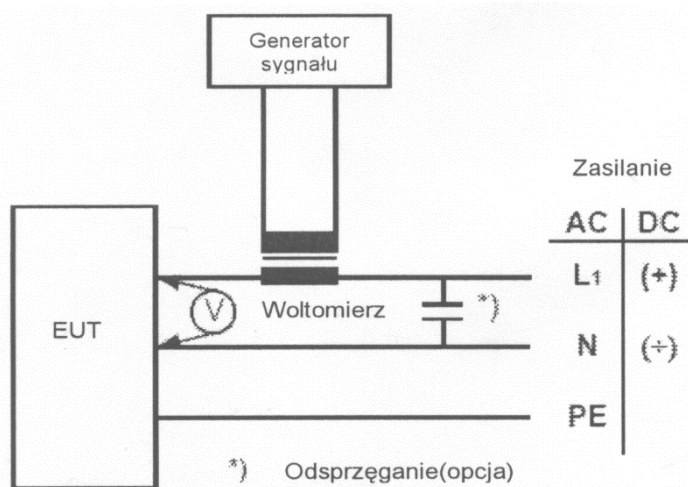 Generator
sygnału
Zasilanie
AC DC
L1 (+)
V
Woltomierz
*)
EUT
N (÷)
PE
*) Odsprzęganie(opcja)